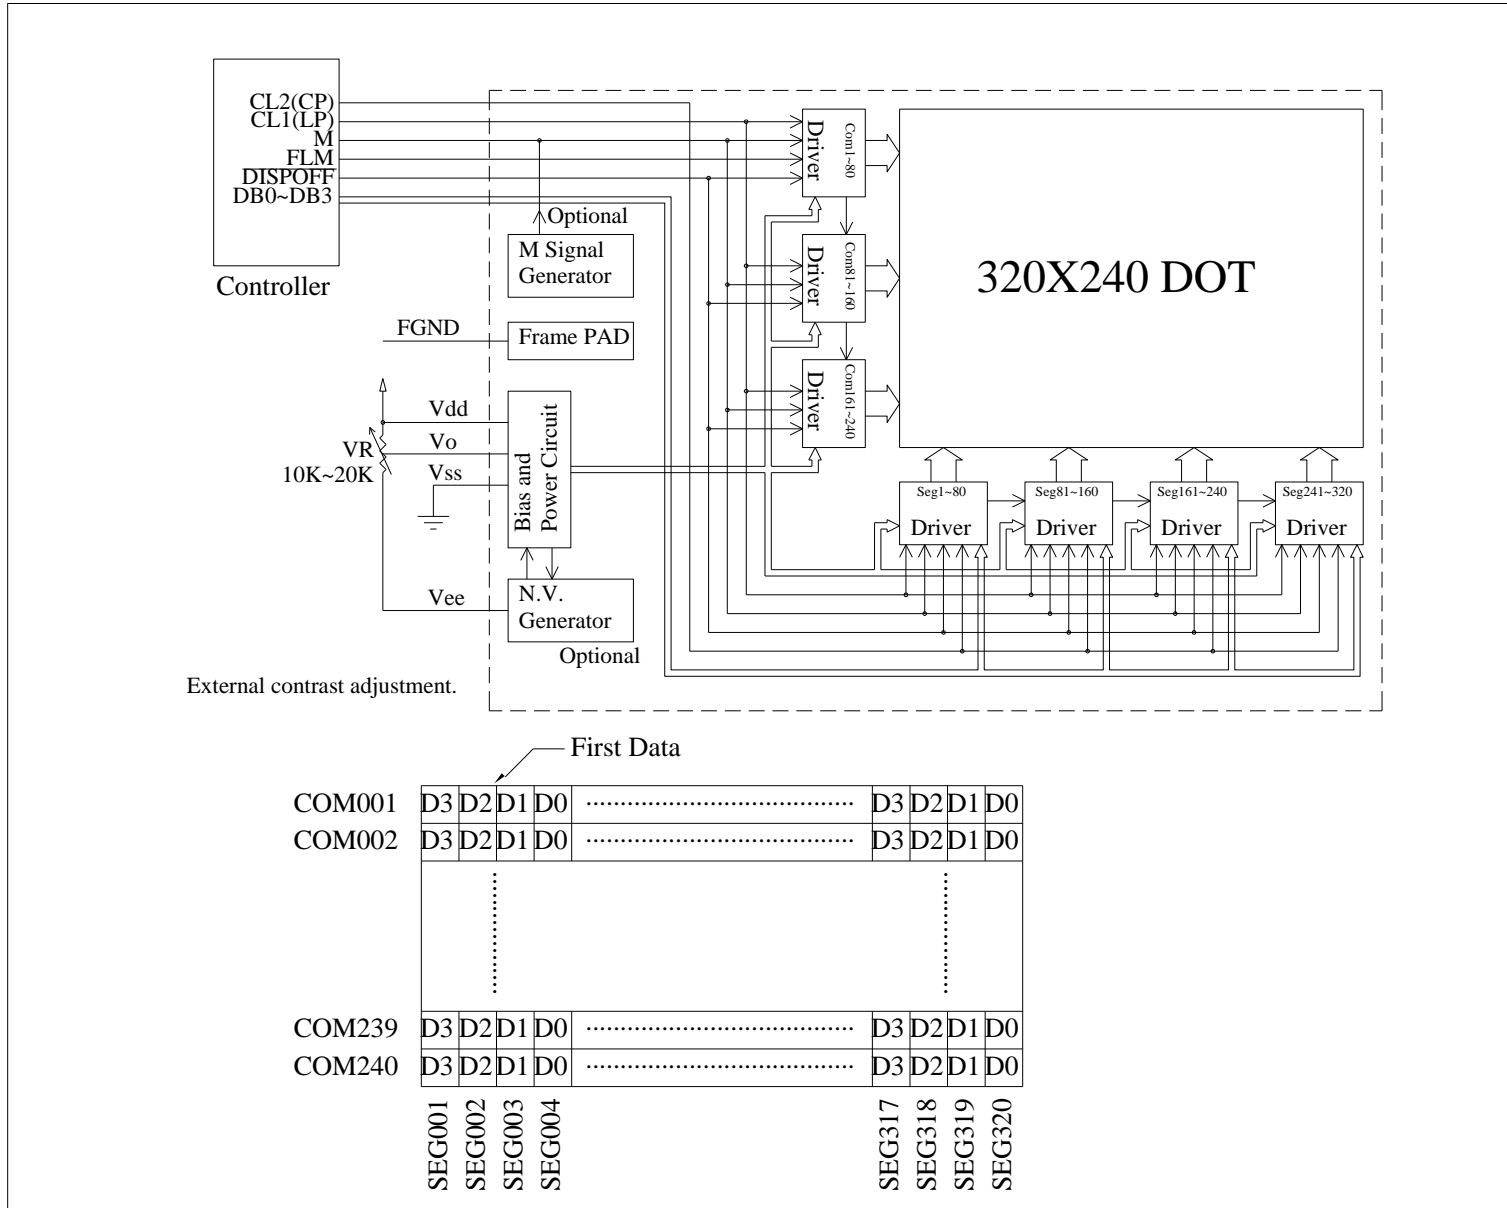 CL2(CP)
CL1(LP)
M
FLM
DISPOFF
DB0~DB3
Controller
Optional
M Signal
Generator
FGND
Frame PAD
Vdd
Vo
Vss
VR
10K~20K
Bias and
Power Circuit
Vee
N.V.
Generator
Optional
External contrast adjustment.
Driver
Com1~80
Driver
Com81~160
Driver
Com161~240
320X240 DOT
Seg1~80
Driver
Seg81~160
Driver
Seg161~240
Driver
Seg241~320
Driver
First Data
COM001 D3 D2 D1 D0 D3 D2 D1 D0
COM002 D3 D2 D1 D0 D3 D2 D1 D0
COM239 D3 D2 D1 D0 D3 D2 D1 D0
COM240 D3 D2 D1 D0 D3 D2 D1 D0
SEG001
SEG002
SEG003
SEG004
SEG317
SEG318
SEG319
SEG320